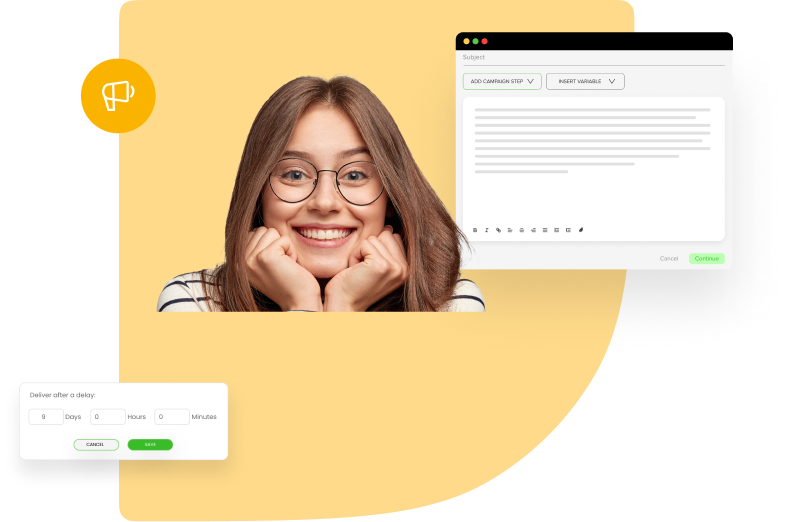 Subject
ADD CAMPAIGN STEP INSERT VARIABLE
B I
Cancel Continue
Deliver after a delay:
9 Days 0 Hours 0 Minutes
CANCEL SAVE